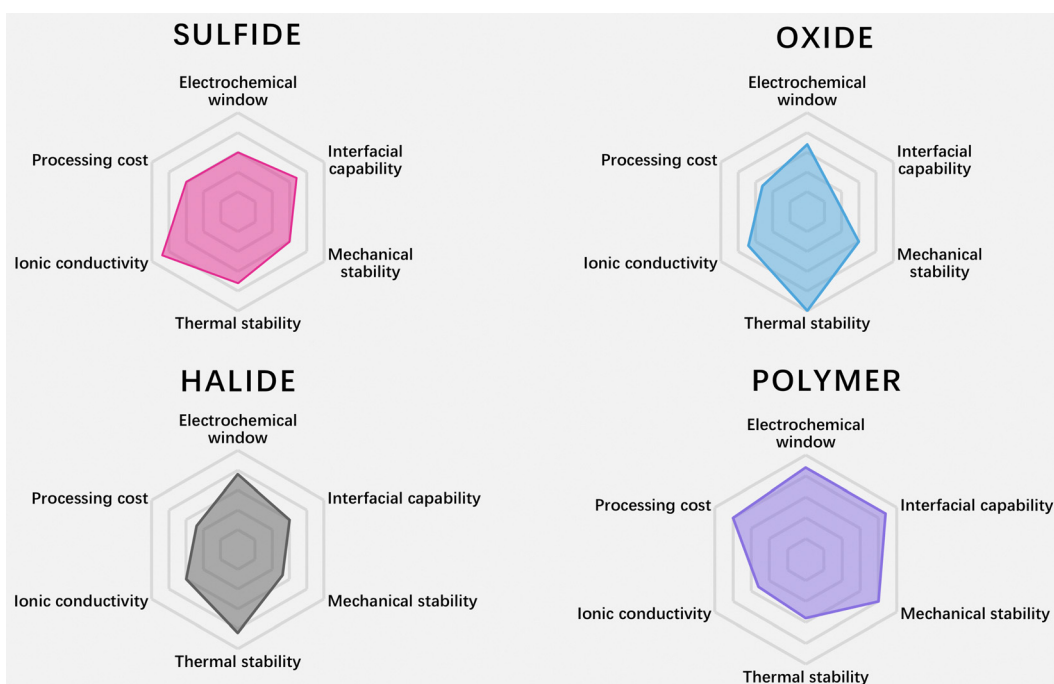 SULFIDE
Electrochemical
window
Interfacial
capability
Processing cost
Mechanical
stability
Ionic conductivity
Thermal stability
OXIDE
Electrochemical
window
Interfacial
capability
Processing cost
Mechanical
stability
Ionic conductivity
Thermal stability
HALIDE
Electrochemical
window
Processing cost
Interfacial capability
Ionic conductivity
Mechanical stability
Thermal stability
POLYMER
Electrochemical
window
Processing cost
Interfacial capability
Ionic conductivity
Mechanical stability
Thermal stability